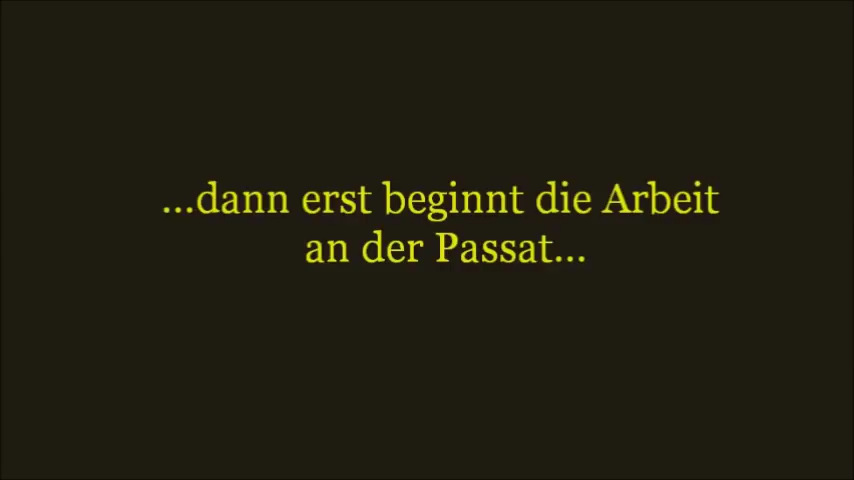 ...dann erst beginnt die Arbeit
an der Passat...